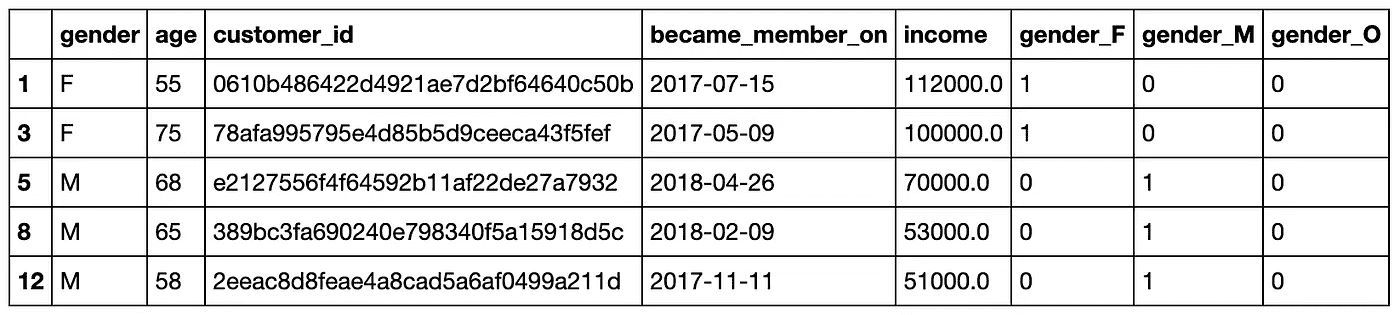 gender age customer_id became_member_on income gender_F gender_M gender_O
1 F 55 0610b486422d4921ae7d2bf64640c50b 2017-07-15 112000.0 1 0 0
3 F 75 78afa995795e4d85b5d9ceeca43f5fef 2017-05-09 100000.0 1 0 0
5 M 68 e2127556f4f64592b11af22de27a7932 2018-04-26 70000.0 0 1 0
8 M 65 389bc3fa690240e798340f5a15918d5c 2018-02-09 53000.0 0 1 0
12 M 58 2eeac8d8feae4a8cad5a6af0499a211d 2017-11-11 51000.0 0 1 0